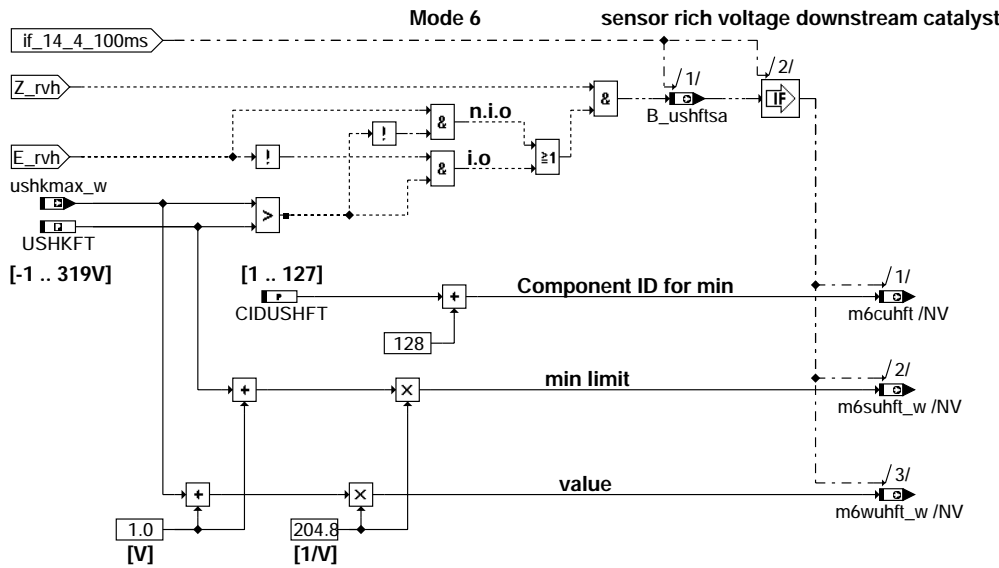 Mode 6
sensor rich voltage downstream catalyst
if_14_4_100ms
/2/
Z_rvh
/1/
&
IF
B_ushftsa
n.i.o
&
!
≥1
E_rvh
!
i.o
&
ushkmax_w
>
USHKFT
[-1 .. 319V]
[1 .. 127]
/1/
Component ID for min
P
+
CIDUSHFT
m6cuhft /NV
128
/2/
min limit
+
×
m6suhft_w /NV
/3/
value
+
×
m6wuhft_w /NV
1.0
204.8
[V]
[1/V]